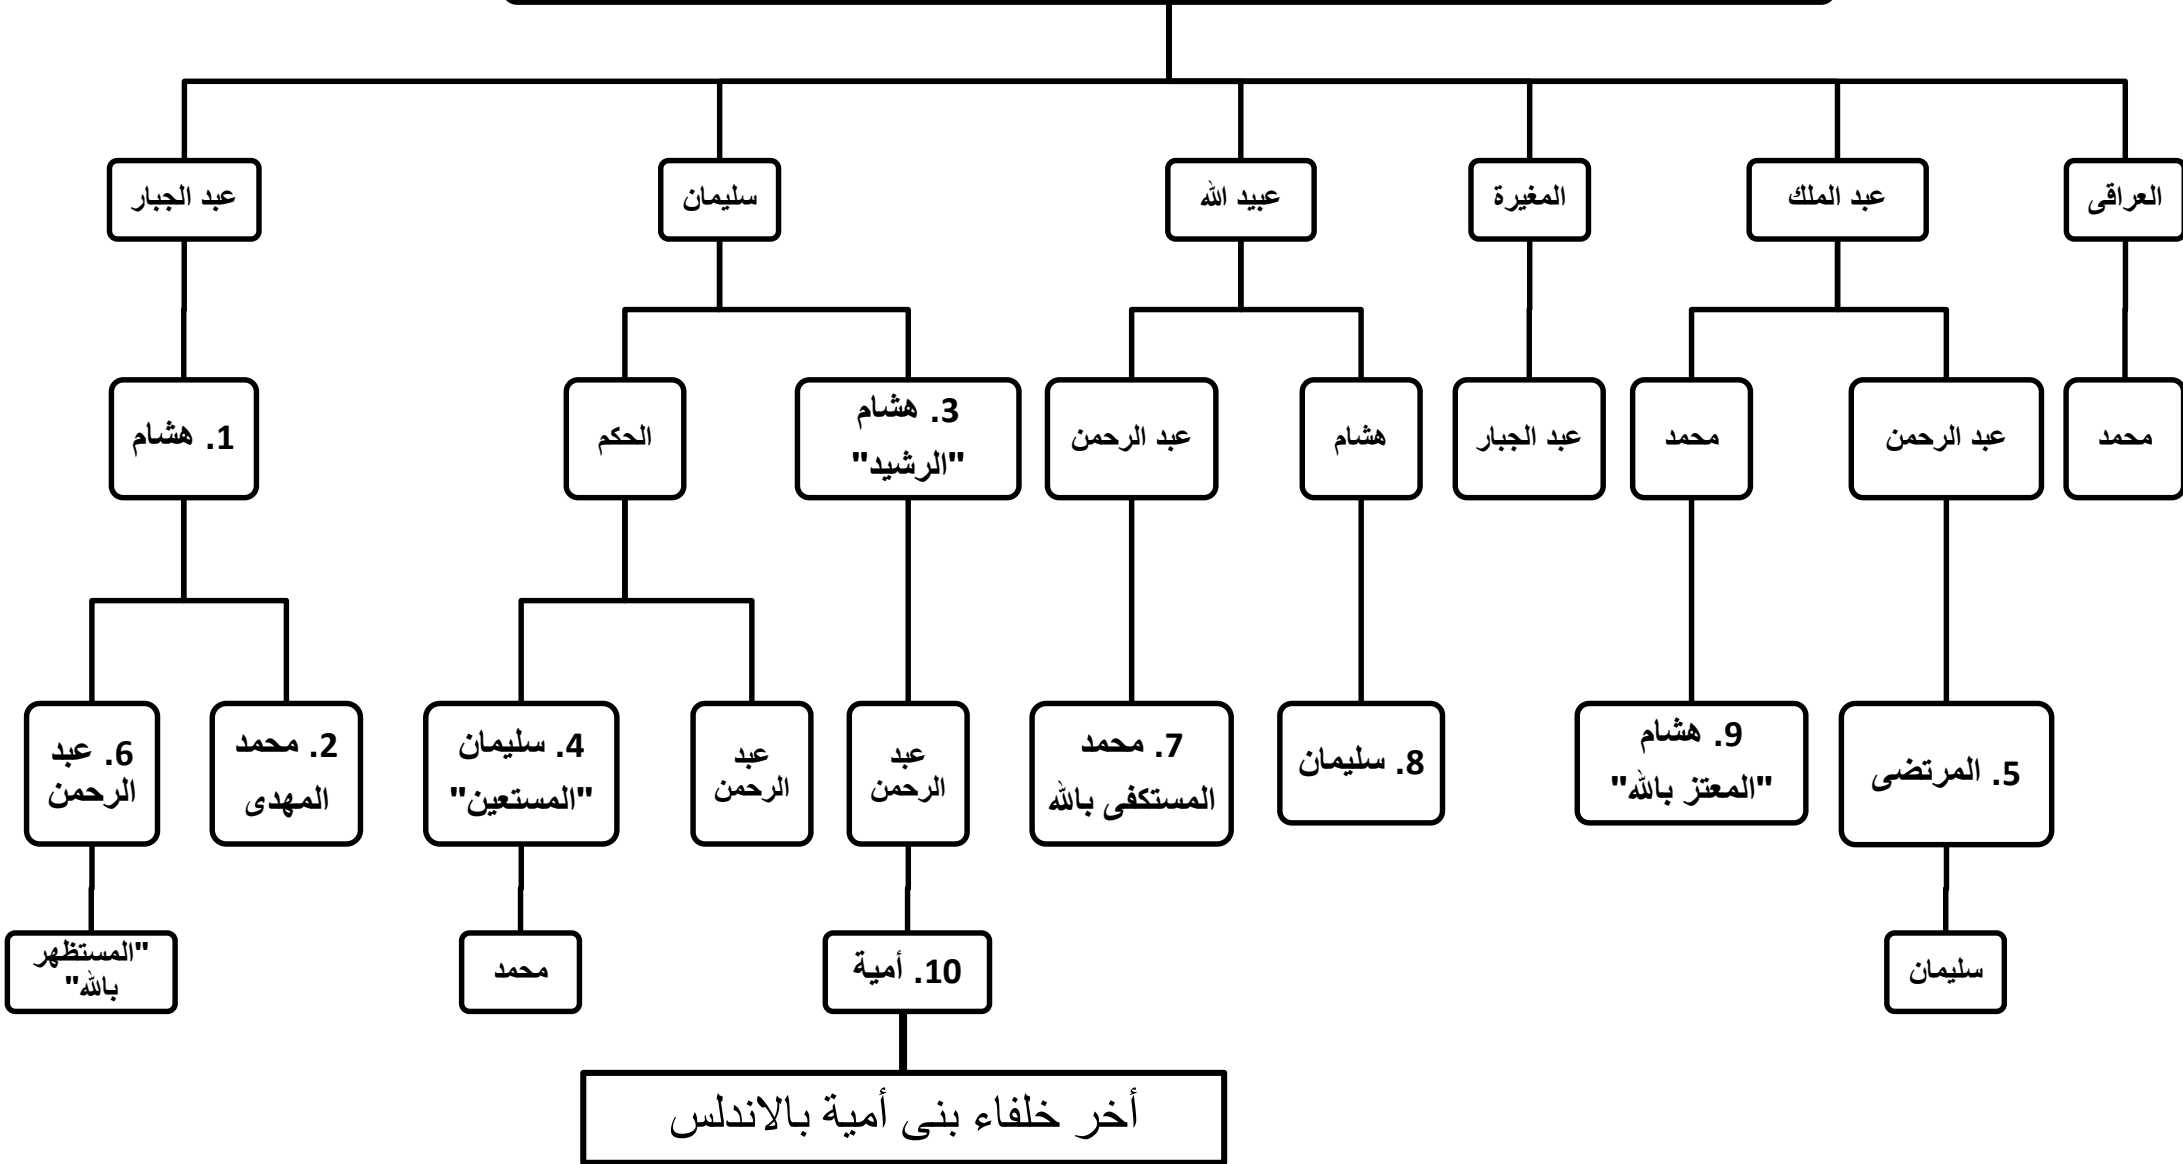 العراقى
عبد الملك
المغيرة
عبيد الله
سليمان
عبد الجبار
محمد
عبد الرحمن
محمد
عبد الجبار
هشام
عبد الرحمن
3. هشام
"الرشيد"
الحكم
1. هشام
5. المرتضى
9. هشام
"المعتز بالله"
8. سليمان
7. محمد
المستكفى بالله
عبد
الرحمن
عبد
الرحمن
4. سليمان
"المستعين"
2. محمد
المهدى
6. عبد
الرحمن
سليمان
10. أمية
محمد
"المستظهر
بالله"
أخر خلفاء بنى أمية بالاندلس